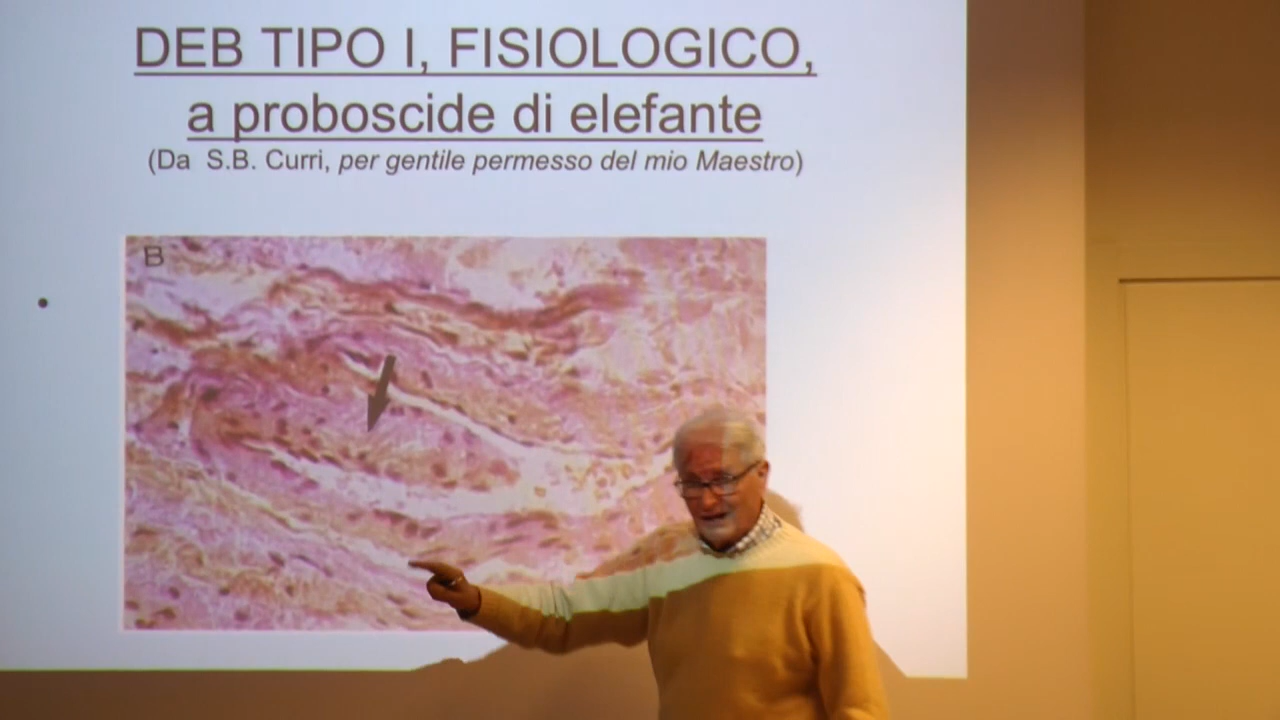 DEB TIPO I, FISIOLOGICO,
a proboscide di elefante
(Da S.B. Curri, per gentile permesso del mio Maestro)
B